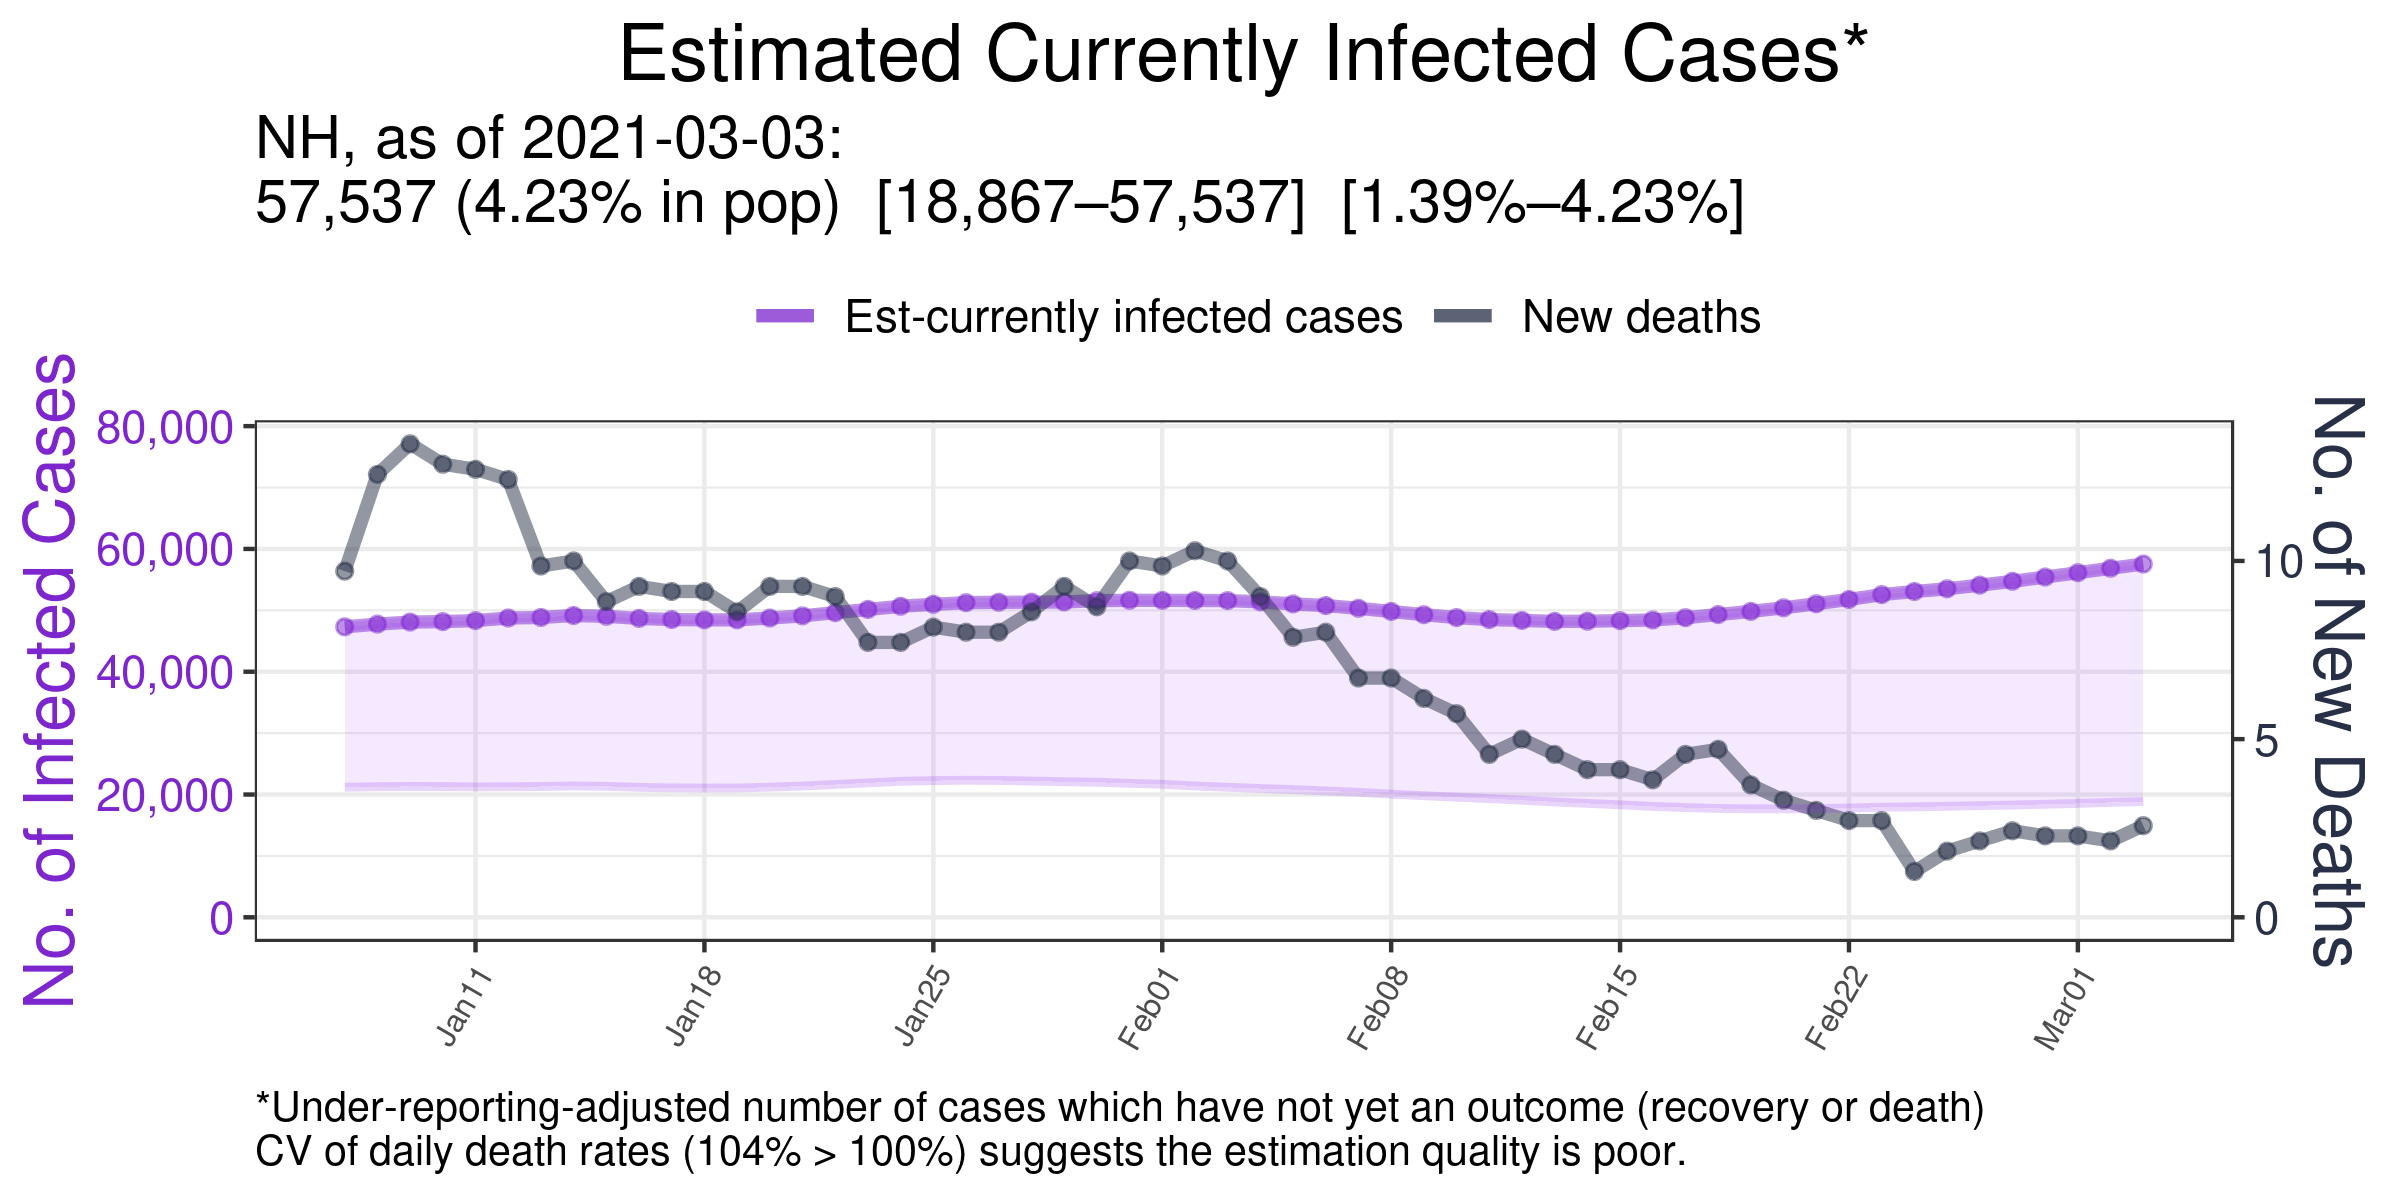 Estimated Currently Infected Cases*
NH, as of 2021-03-03:
57,537 (4.23% in pop)  [18,867–57,537]  [1.39%–4.23%]
Est-currently infected cases
New deaths
No. of Infected Cases
80,000
60,000
40,000
20,000
0
10
5
0
No. of New Deaths
Jan11
Jan18
Jan25
Feb01
Feb08
Feb15
Feb22
Mar01
*Under-reporting-adjusted number of cases which have not yet an outcome (recovery or death)
CV of daily death rates (104% > 100%) suggests the estimation quality is poor.